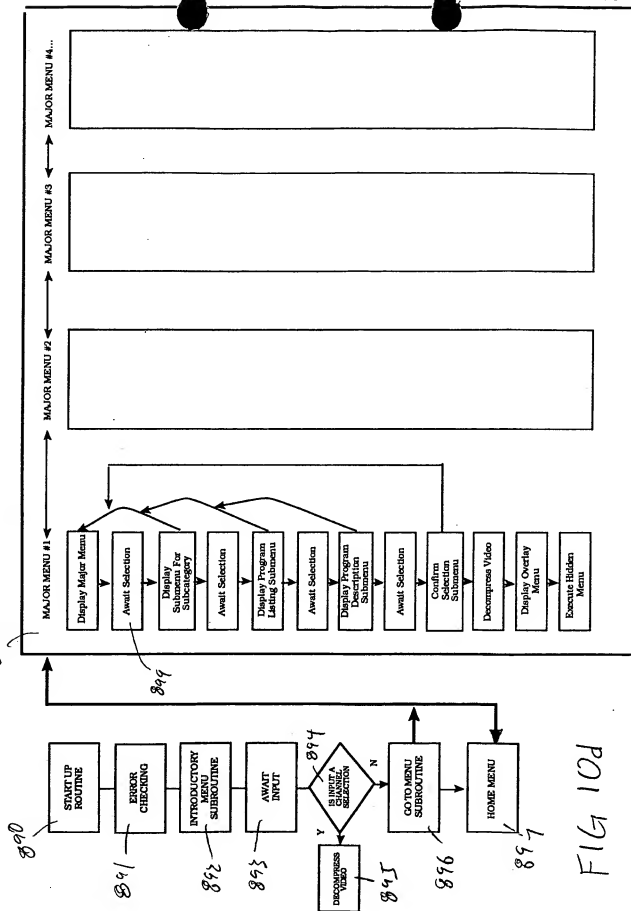 MAJOR MENU #1
MAJOR MENU #2
MAJOR MENU #3
MAJOR MENU #4...
Display Major Menu
Await Selection
899
Display
Submenu For
Subcategory
Await Selection
Display Program
Listing Submenu
Await Selection
Display Program
Description
Submenu
Await Selection
Confirm
Selection
Submenu
Decompress Video
Display Overlay
Menu
Execute Hidden
Menu
START UP
ROUTINE
890
ERROR
CHECKING
891
INTRODUCTORY
MENU
SUBROUTINE
892
AWAIT
INPUT
893
IS INPUT A
CHANNEL
SELECTION
894
Y
N
DECOMPRESS
VIDEO
895
GO TO MENU
SUBROUTINE
896
HOME MENU
897
FIG 10d